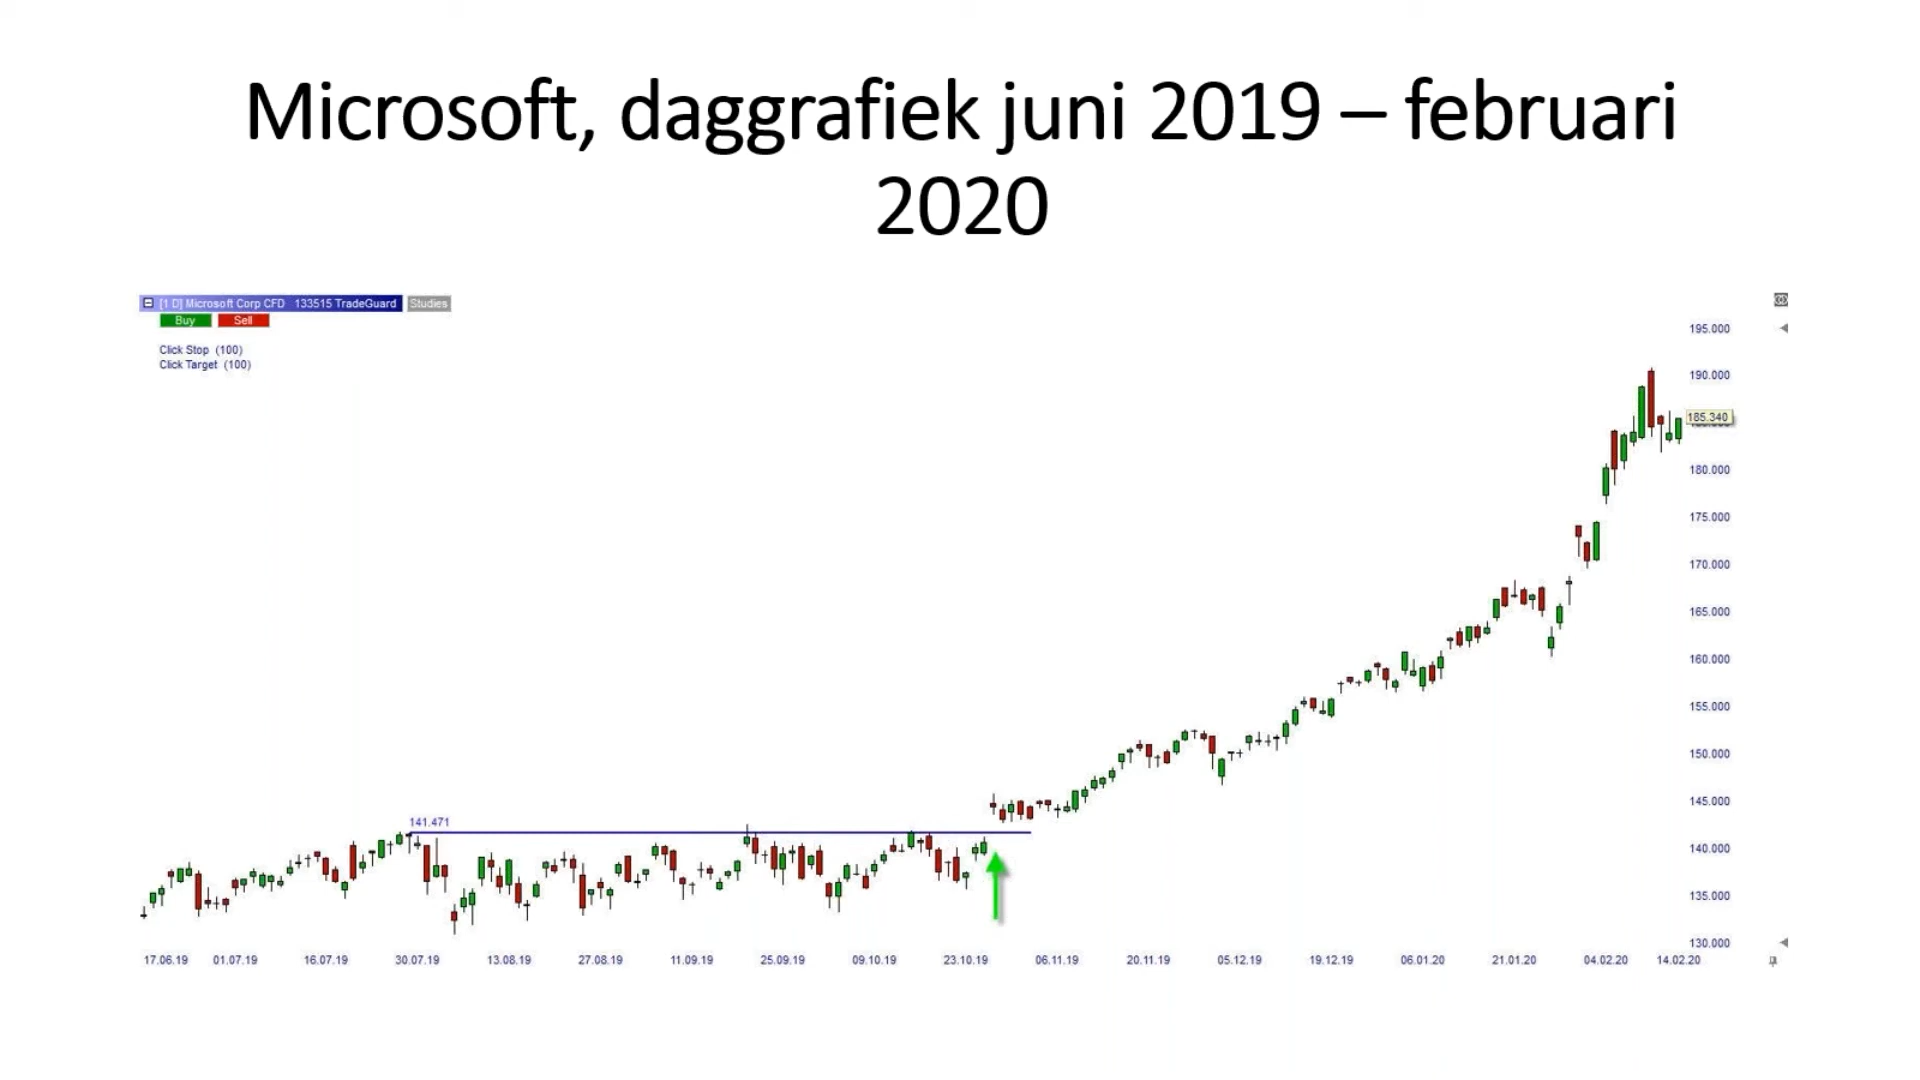 Microsoft, daggrafiek juni 2019 – februari
2020
[1 D] Microsoft Corp CFD 133515 TradeGuard Studies
Buy Sell
Click Stop (100)
Click Target (100)
195.000
190.000
185.340
180.000
175.000
170.000
165.000
160.000
155.000
150.000
145.000
141.471
140.000
135.000
130.000
17.06.19 01.07.19 16.07.19 30.07.19 13.08.19 27.08.19 11.09.19 25.09.19 09.10.19 23.10.19 06.11.19 20.11.19 05.12.19 19.12.19 06.01.20 21.01.20 04.02.20 14.02.20